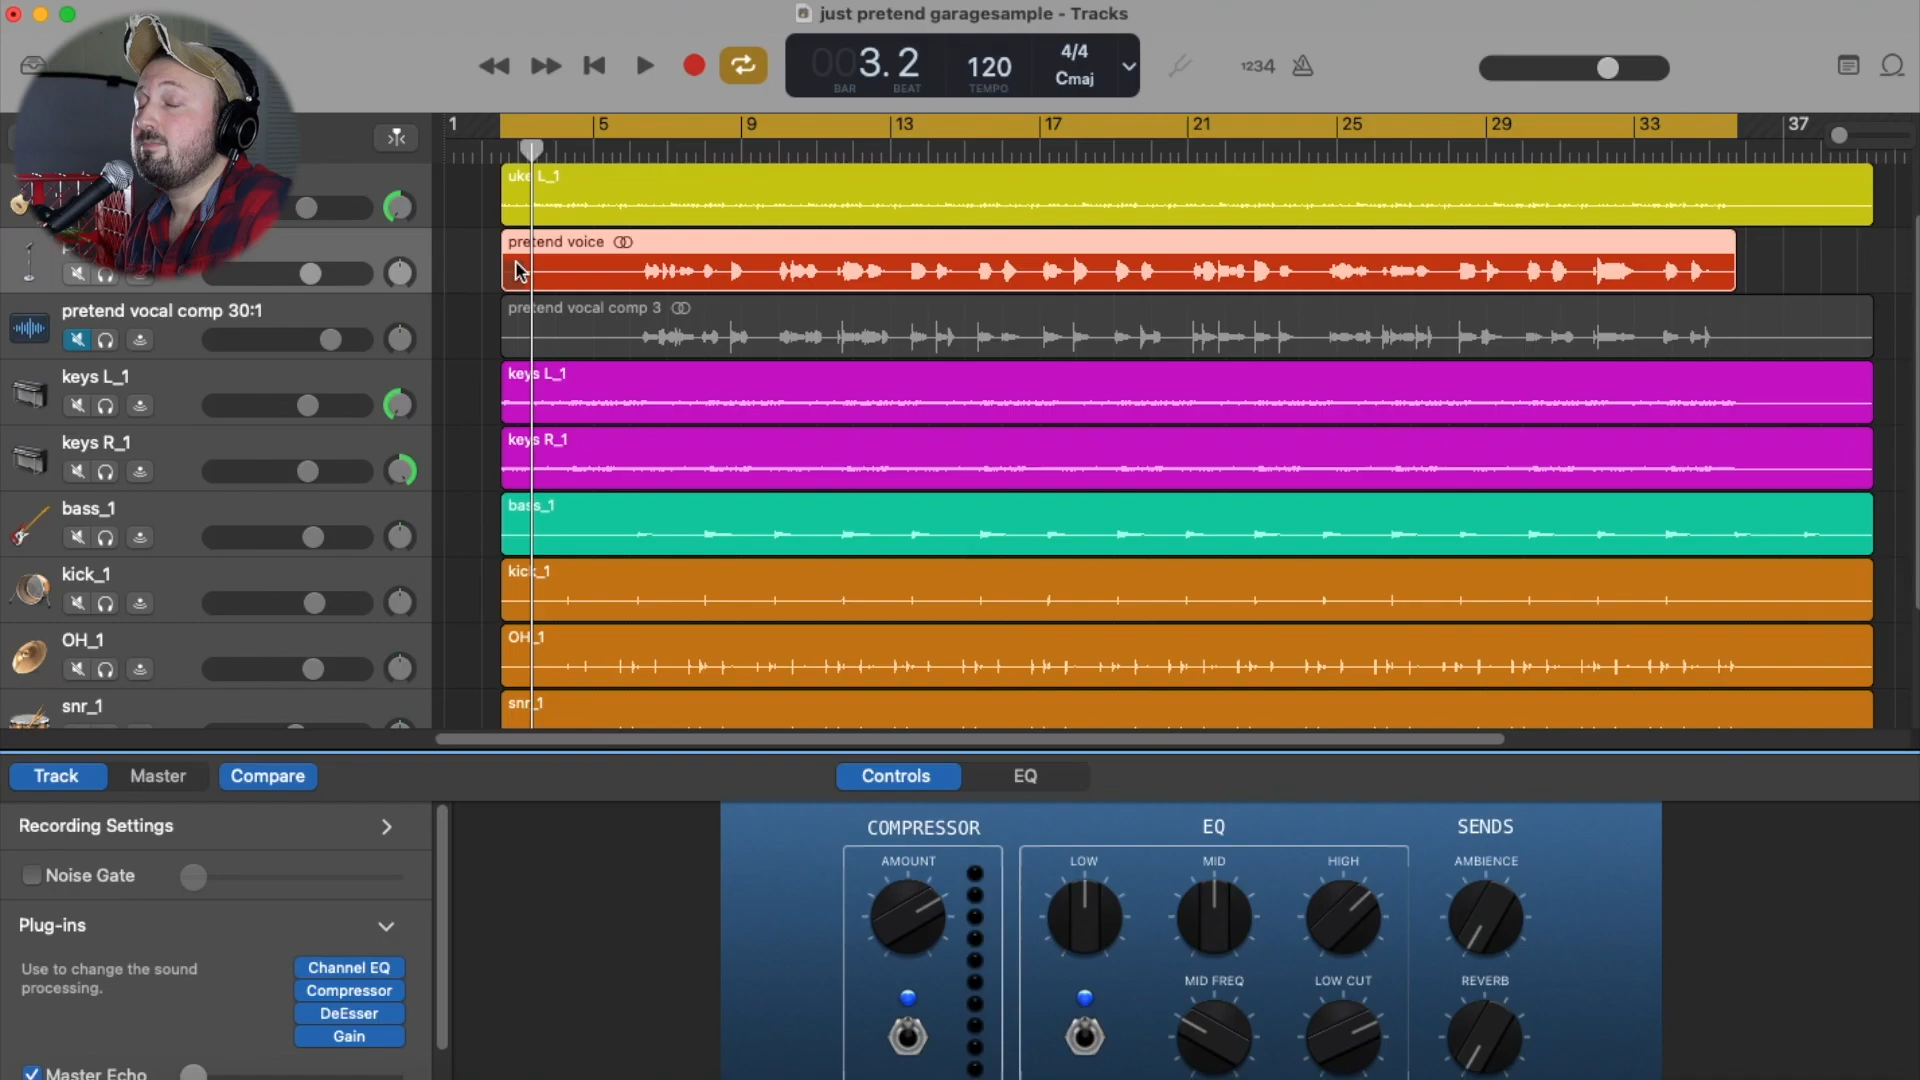 just pretend garagesample - Tracks
003.2
BAR
BEAT
120
TEMPO
4/4
Cmaj
1234
1
5
9
13
17
21
25
29
33
37
uke L_1
pretend voice
pretend vocal comp 30:1
pretend vocal comp 3
keys L_1
keys L_1
keys R_1
keys R_1
bass_1
bass_1
kick_1
kick_1
OH_1
OH_1
snr_1
snr_1
Track
Master
Compare
Controls
EQ
Recording Settings
Noise Gate
Plug-ins
Use to change the sound
processing.
Channel EQ
Compressor
DeEsser
Gain
Master Echo
COMPRESSOR
AMOUNT
EQ
LOW
MID
HIGH
MID FREQ
LOW CUT
SENDS
AMBIENCE
REVERB